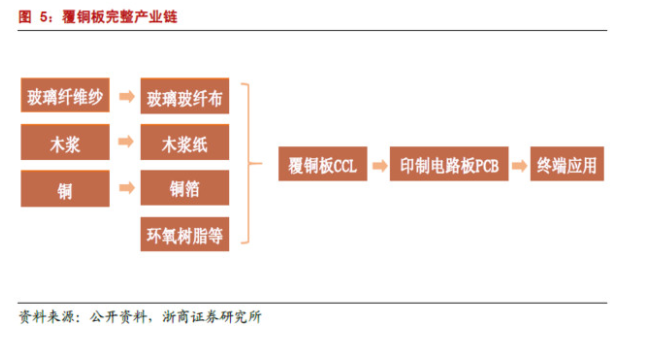 图 5：覆铜板完整产业链
玻璃纤维纱
玻璃玻纤布
木浆
木浆纸
铜
铜箔
环氧树脂等
覆铜板CCL
印制电路板PCB
终端应用
资料来源：公开资料，浙商证券研究所